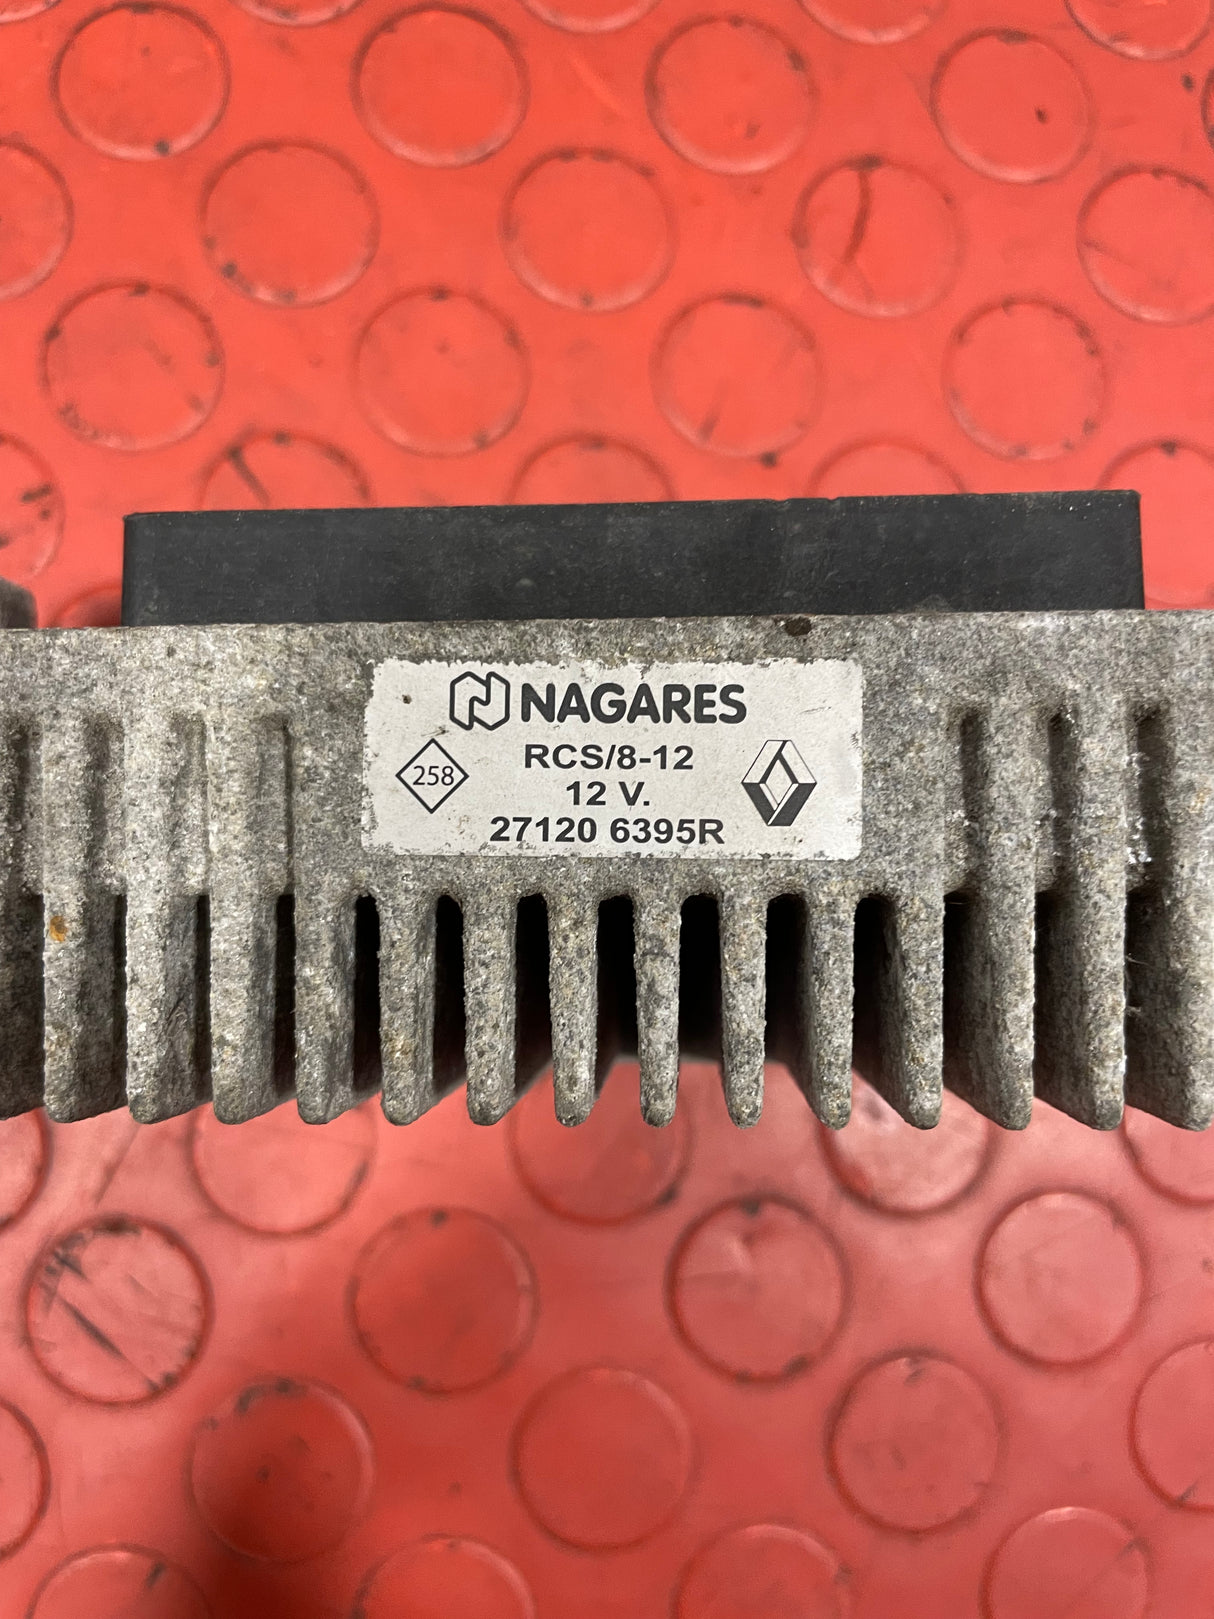 NAGARES
RCS/8-12
258
12 V.
27120 6395R